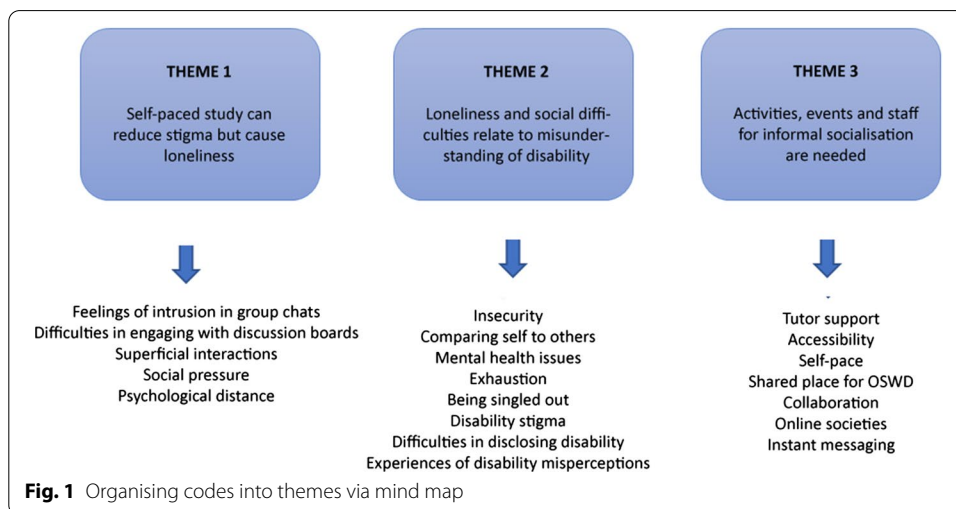 THEME 1
Self-paced study can
reduce stigma but cause
loneliness
THEME 2
Loneliness and social diffi-
culties relate to misunder-
standing of disability
THEME 3
Activities, events and staff
for informal socialisation
are needed
Feelings of intrusion in group chats
Difficulties in engaging with discussion boards
Superficial interactions
Social pressure
Psychological distance
Insecurity
Comparing self to others
Mental health issues
Exhaustion
Being singled out
Disability stigma
Difficulties in disclosing disability
Experiences of disability misperceptions
Tutor support
Accessibility
Self-pace
Shared place for OSWD
Collaboration
Online societies
Instant messaging
Fig. 1 Organising codes into themes via mind map